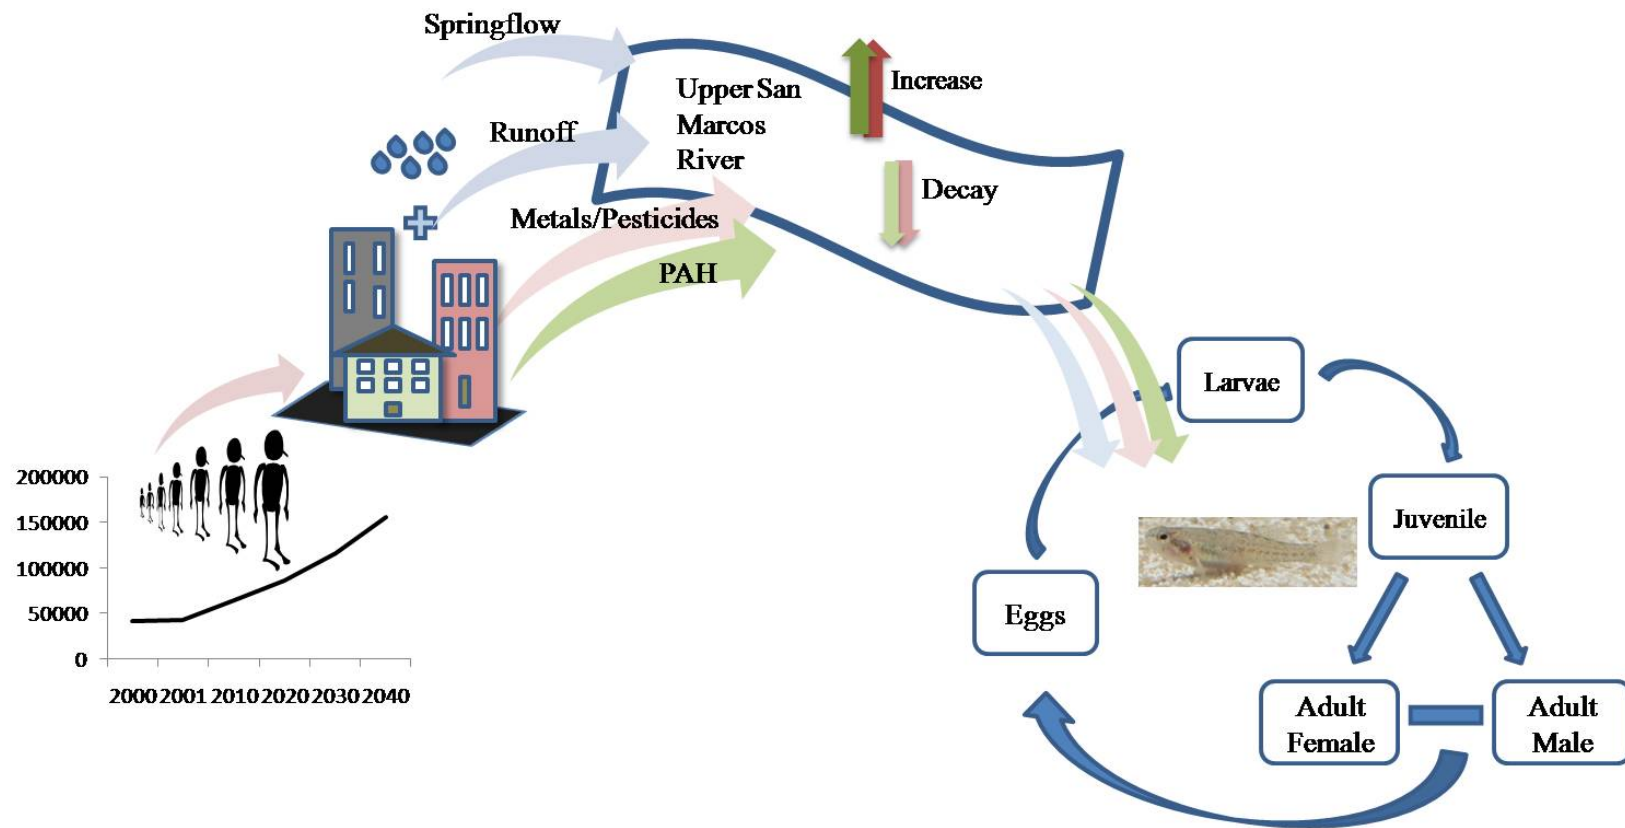 Springflow
Runoff
Upper San
Marcos
River
Increase
Decay
Metals/Pesticides
PAH
Larvae
Juvenile
Eggs
Adult
Female
Adult
Male
200000
150000
100000
50000
0
2000 2001 2010 2020 2030 2040